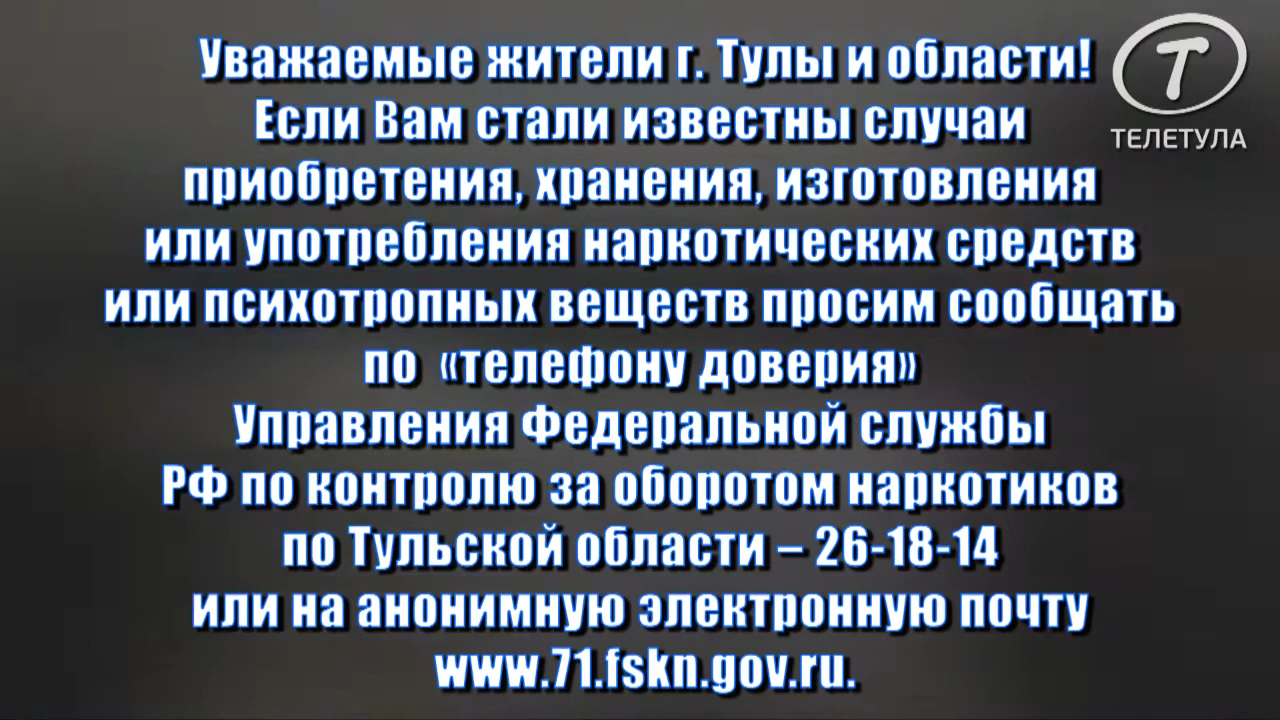 Уважаемые жители г. Тулы и области!
Если Вам стали известны случаи
приобретения, хранения, изготовления
или употребления наркотических средств
или психотропных веществ просим сообщать
по «телефону доверия»
Управления Федеральной службы
РФ по контролю за оборотом наркотиков
по Тульской области – 26-18-14
или на анонимную электронную почту
www.71.fskn.gov.ru.
Т
ТЕЛЕТУЛА